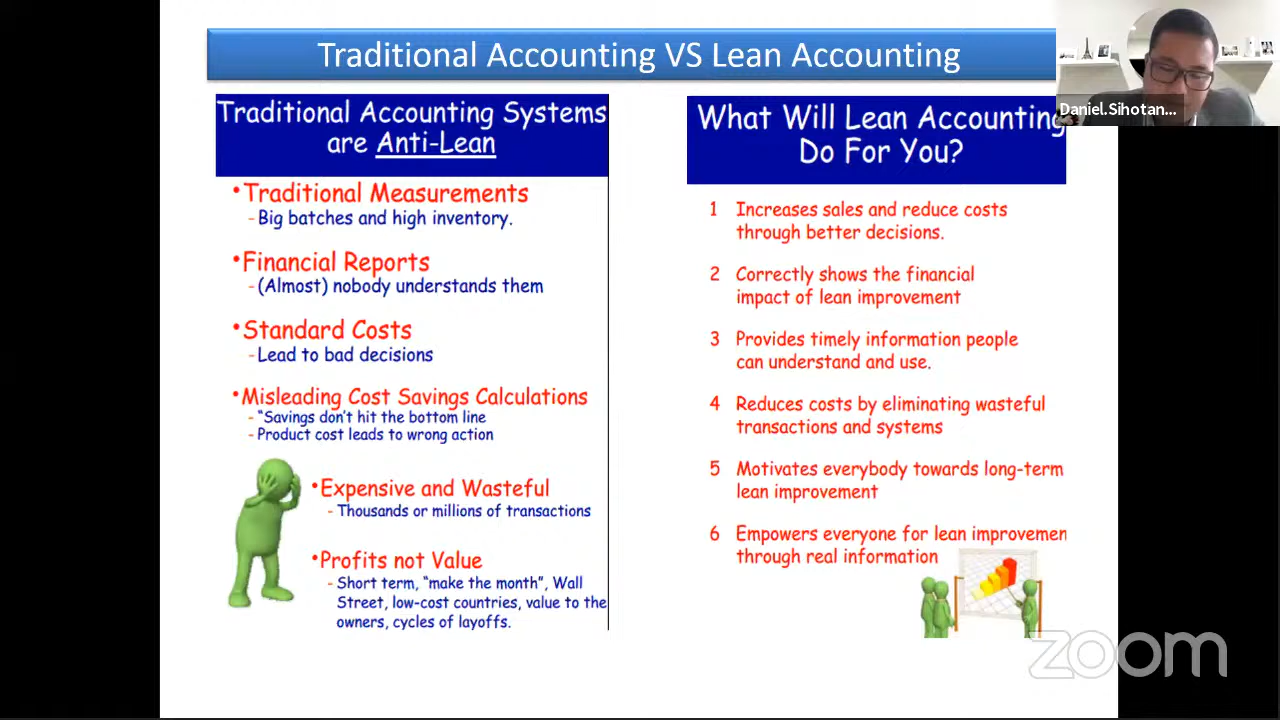 Traditional Accounting VS Lean Accounting
Daniel.Sihotan...
Traditional Accounting Systems
are Anti-Lean
•Traditional Measurements
- Big batches and high inventory.
•Financial Reports
- (Almost) nobody understands them
•Standard Costs
- Lead to bad decisions
•Misleading Cost Savings Calculations
- “Savings don’t hit the bottom line
- Product cost leads to wrong action
•Expensive and Wasteful
- Thousands or millions of transactions
•Profits not Value
- Short term, “make the month”, Wall
Street, low-cost countries, value to the
owners, cycles of layoffs.
What Will Lean Accounting
Do For You?
1 Increases sales and reduce costs
through better decisions.
2 Correctly shows the financial
impact of lean improvement
3 Provides timely information people
can understand and use.
4 Reduces costs by eliminating wasteful
transactions and systems
5 Motivates everybody towards long-term
lean improvement
6 Empowers everyone for lean improvemen
through real information
zoom